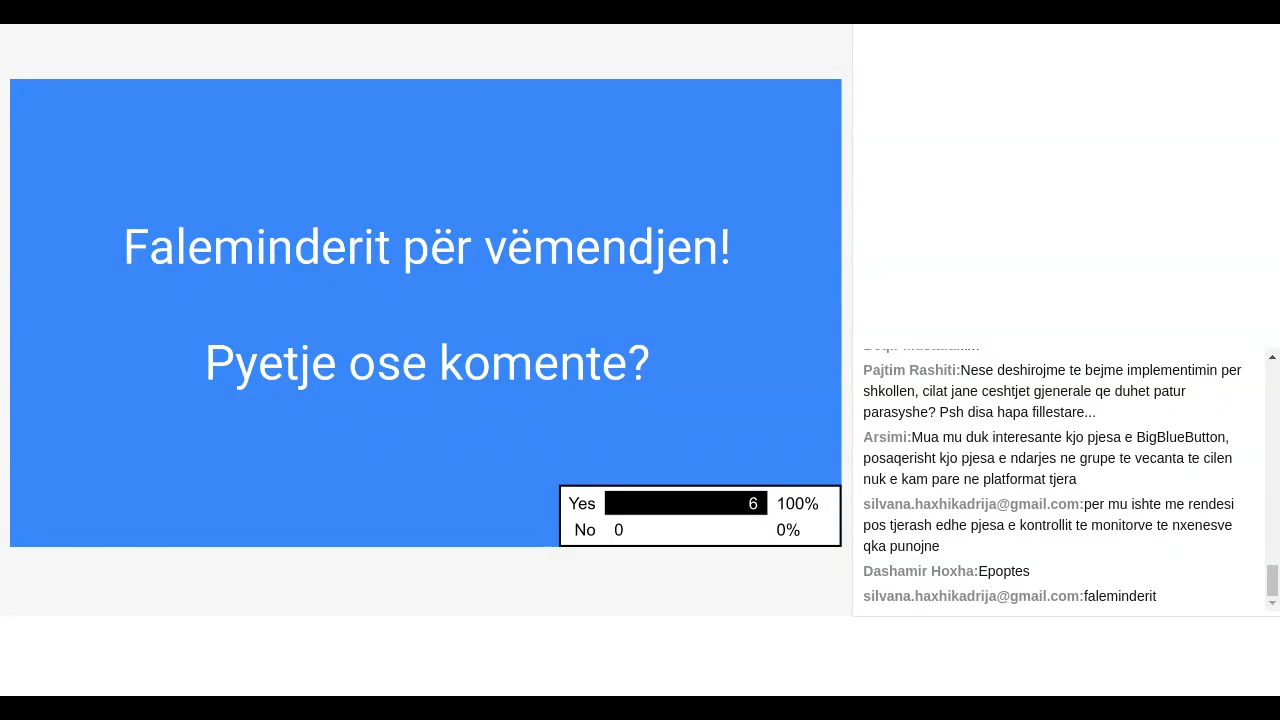 Faleminderit për vëmendjen!
Pyetje ose komente?
Yes 6 100%
No 0 0%
Pajtim Rashiti:Nese deshirojme te bejme implementimin per
shkollen, cilat jane ceshtjet gjenerale qe duhet patur
parasyshe? Psh disa hapa fillestare...
Arsimi:Mua mu duk interesante kjo pjesa e BigBlueButton,
posaqerisht kjo pjesa e ndarjes ne grupe te vecanta te cilen
nuk e kam pare ne platformat tjera
silvana.haxhikadrija@gmail.com:per mu ishte me rendesi
pos tjerash edhe pjesa e kontrollit te monitorve te nxenesve
qka punojne
Dashamir Hoxha:Epoptes
silvana.haxhikadrija@gmail.com:faleminderit